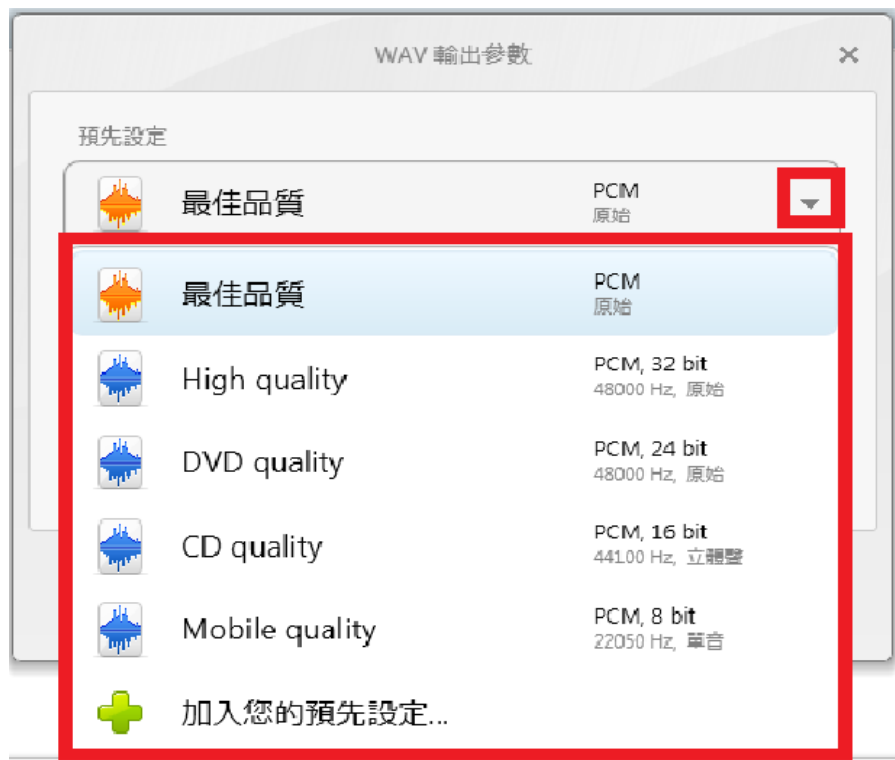 WAV 輸出參數
預先設定
最佳品質 PCM
原始
最佳品質 PCM
原始
High quality PCM, 32 bit
48000 Hz, 原始
DVD quality PCM, 24 bit
48000 Hz, 原始
CD quality PCM, 16 bit
44100 Hz, 立體聲
Mobile quality PCM, 8 bit
22050 Hz, 單音
加入您的預先設定...